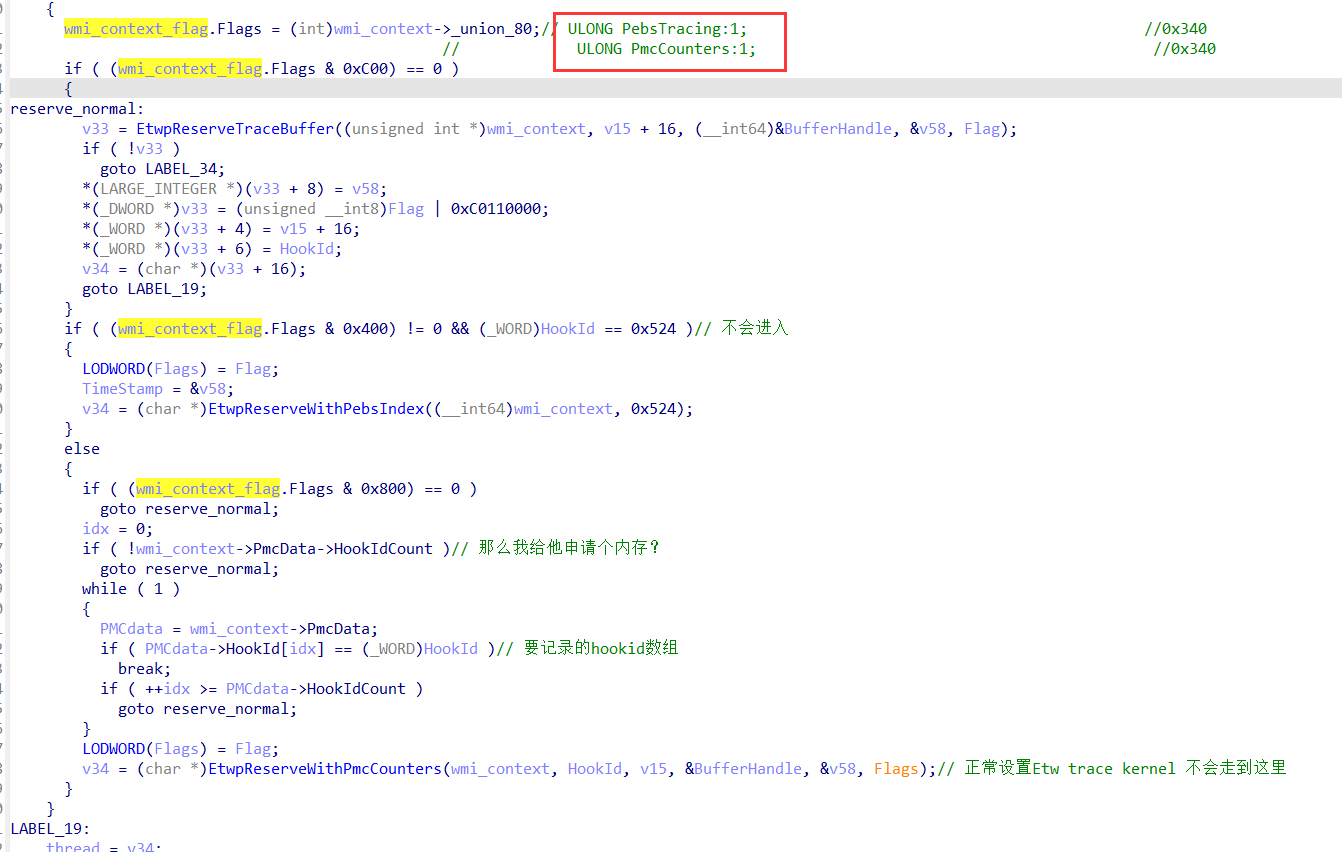 {
wmi_context_flag.Flags = (int)wmi_context->_union_80;// ULONG PebsTracing:1; //0x340
// ULONG PmcCounters:1; //0x340
if ( (wmi_context_flag.Flags & 0xC00) == 0 )
{
reserve_normal:
v33 = EtwpReserveTraceBuffer((unsigned int *)wmi_context, v15 + 16, (__int64)&BufferHandle, &v58, Flag);
if ( !v33 )
goto LABEL_34;
*(LARGE_INTEGER *)(v33 + 8) = v58;
*(_DWORD *)v33 = (unsigned __int8)Flag | 0xC0110000;
*(_WORD *)(v33 + 4) = v15 + 16;
*(_WORD *)(v33 + 6) = HookId;
v34 = (char *)(v33 + 16);
goto LABEL_19;
}
if ( (wmi_context_flag.Flags & 0x400) != 0 && (_WORD)HookId == 0x524 )// 不会进入
{
LODWORD(Flags) = Flag;
TimeStamp = &v58;
v34 = (char *)EtwpReserveWithPebsIndex((__int64)wmi_context, 0x524);
}
else
{
if ( (wmi_context_flag.Flags & 0x800) == 0 )
goto reserve_normal;
idx = 0;
if ( !wmi_context->PmcData->HookIdCount )// 那么我给他申请个内存?
goto reserve_normal;
while ( 1 )
{
PMCdata = wmi_context->PmcData;
if ( PMCdata->HookId[idx] == (_WORD)HookId )// 要记录的hookid数组
break;
if ( ++idx >= PMCdata->HookIdCount )
goto reserve_normal;
}
LODWORD(Flags) = Flag;
v34 = (char *)EtwpReserveWithPmcCounters(wmi_context, HookId, v15, &BufferHandle, &v58, Flags);// 正常设置Etw trace kernel 不会走到这里
}
}
LABEL_19:
thread = v34;